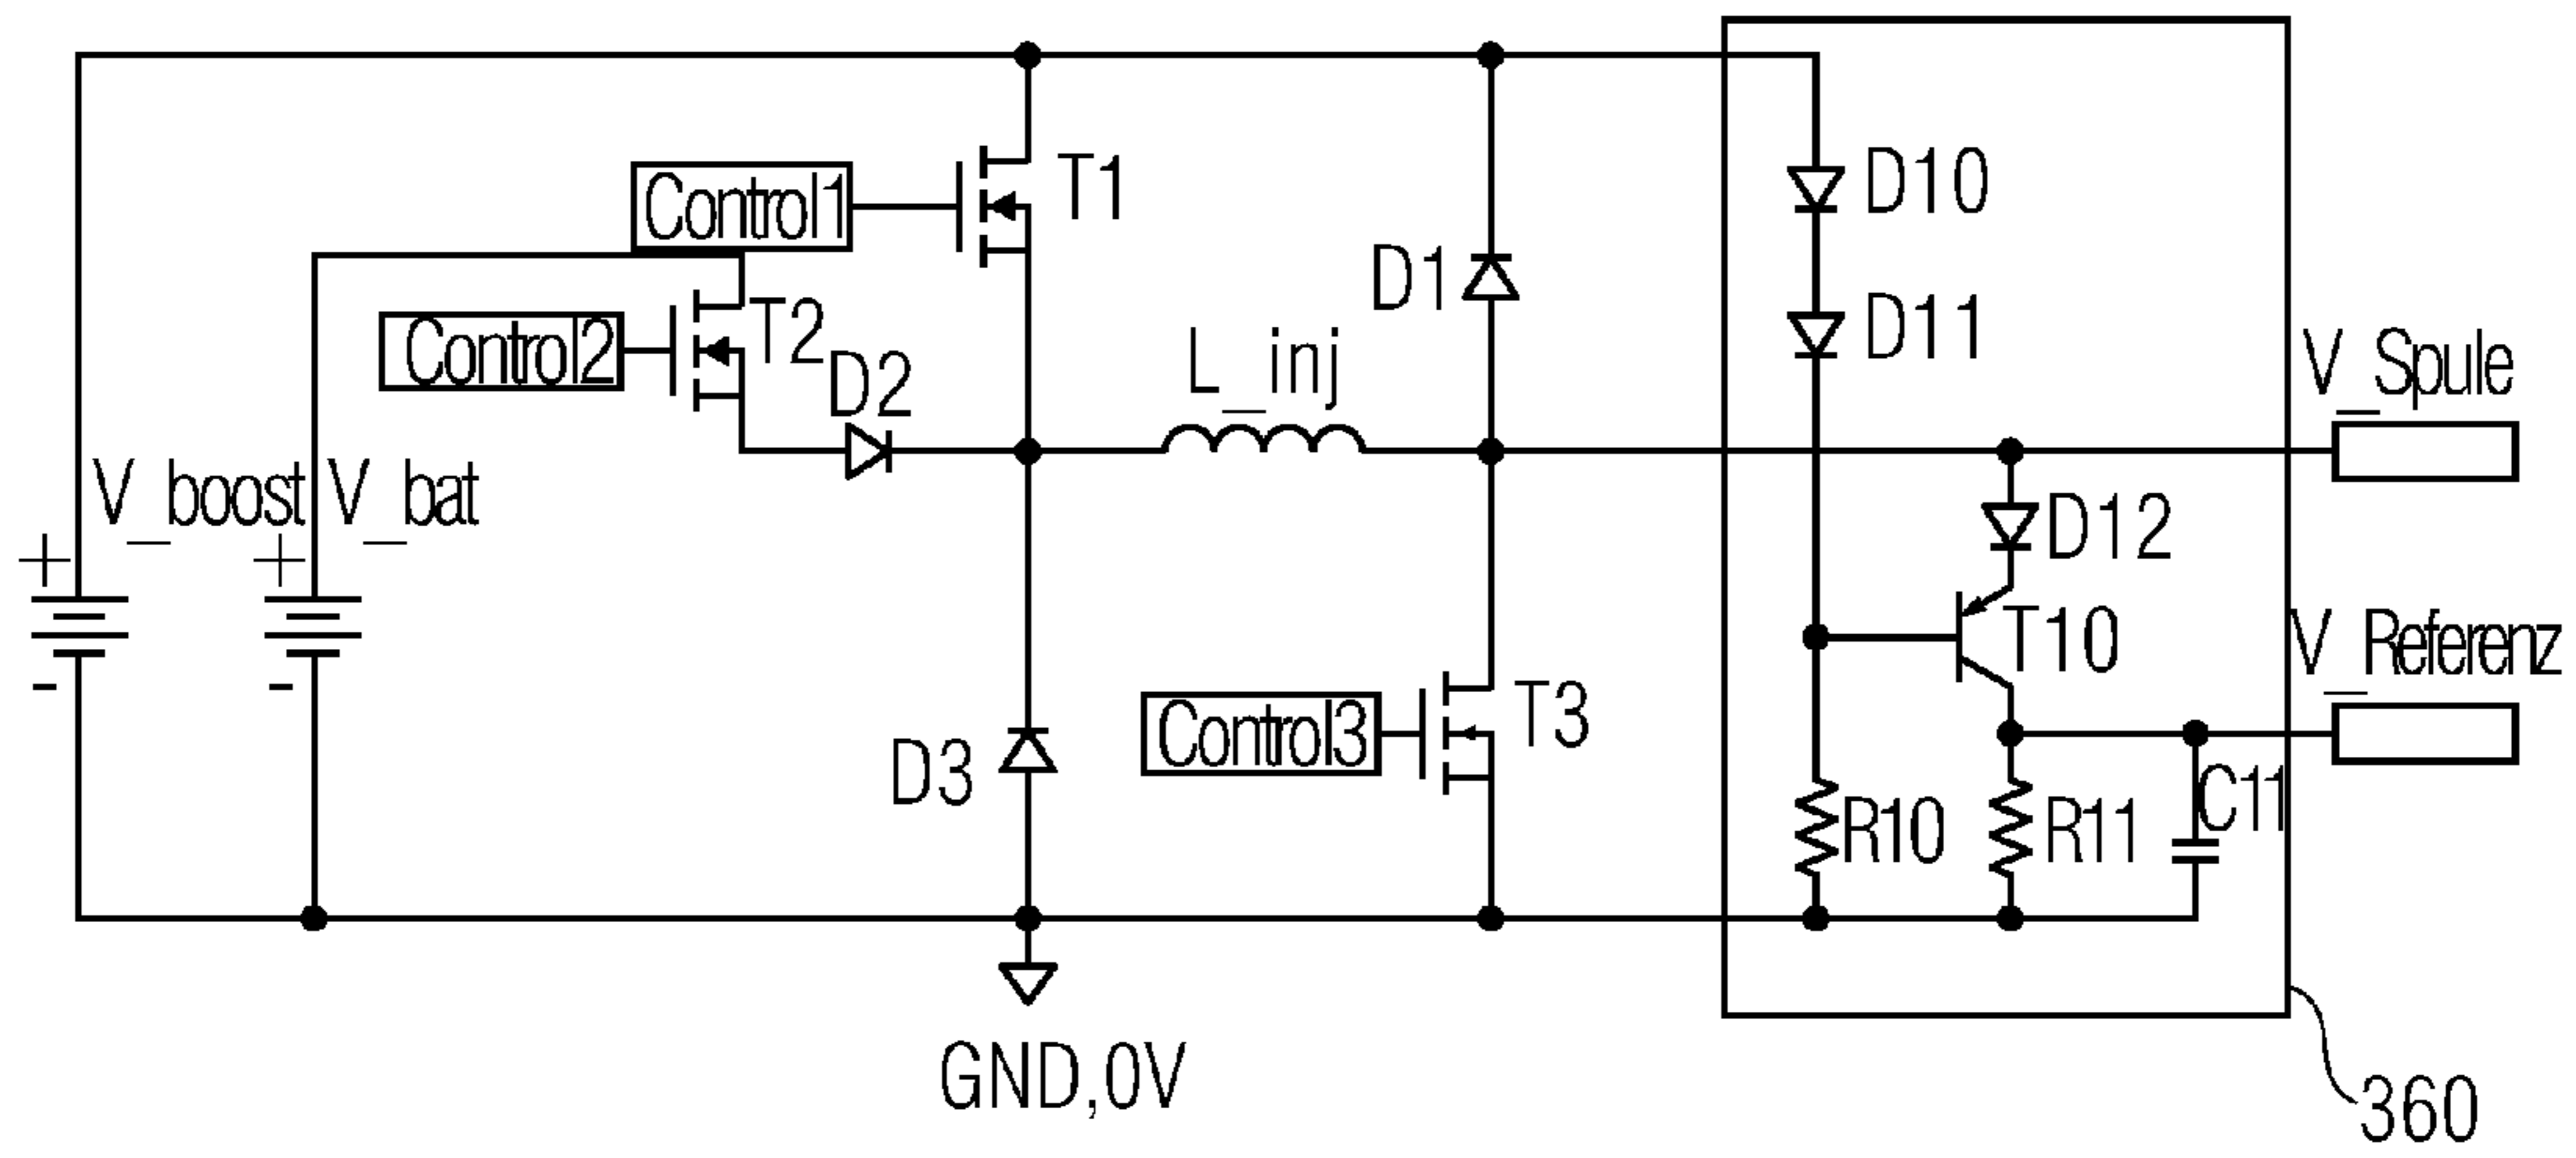 Control1
T1
D10
Control2
T2
D2
D1
D11
L_inj
V_Spule
V_boost
V_bat
+
+
D12
T10
V_Referenz
-
-
D3
Control3
T3
R10
R11
C11
GND,0V
360